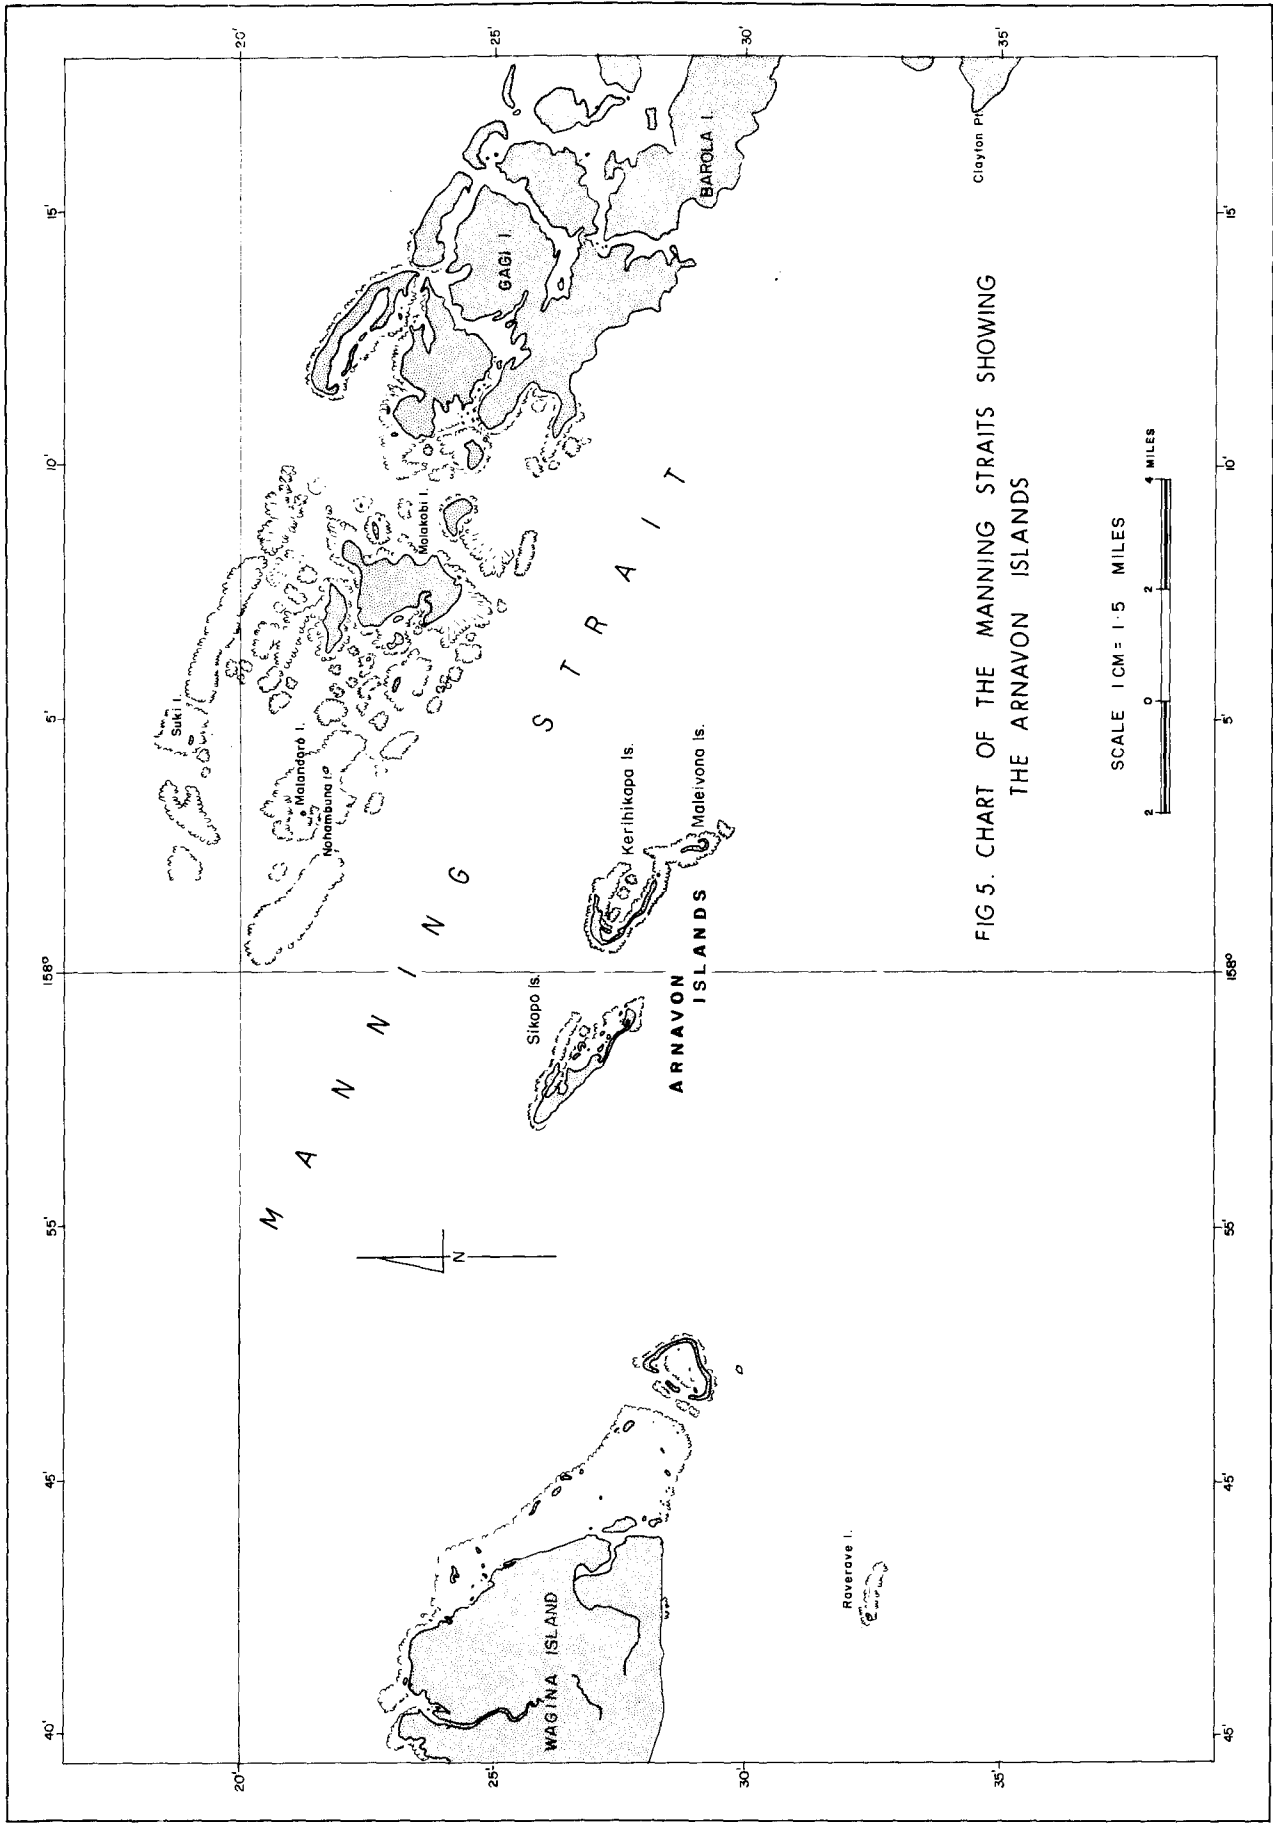 40'
45'
55'
158°
5'
10'
15'
20'
25'
30'
35'
20'
25'
30'
35'
45'
45'
55'
158°
5'
10'
15'
MANNING STRAIT
Suki I.
Malandaro I.
Nohambuna I.
Malakobi I.
GAGI I.
BAROLA I.
Clayton Pt.
N
Sikopo Is.
Kerihikapa Is.
Maleivona Is.
ARNAVON
ISLANDS
WAGINA ISLAND
Raverave I.
FIG 5. CHART OF THE MANNING STRAITS SHOWING
THE ARNAVON ISLANDS
SCALE 1 CM = 1·5 MILES
2 0 2 4 MILES